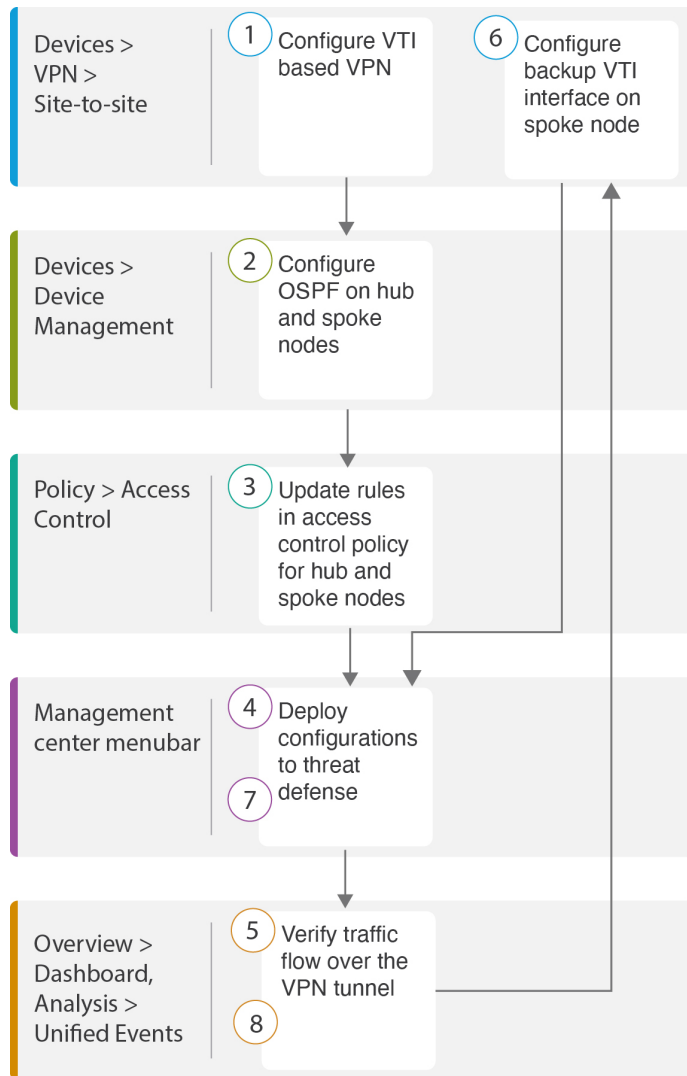 Devices >
VPN >
Site-to-site
1
Configure VTI
based VPN
6
Configure
backup VTI
interface on
spoke node
Devices >
Device
Management
2
Configure
OSPF on hub
and spoke
nodes
Policy > Access
Control
3
Update rules
in access
control policy
for hub and
spoke nodes
Management
center menubar
4
Deploy
configurations
to threat
defense
7
Overview >
Dashboard,
Analysis >
Unified Events
5
Verify traffic
flow over the
VPN tunnel
8